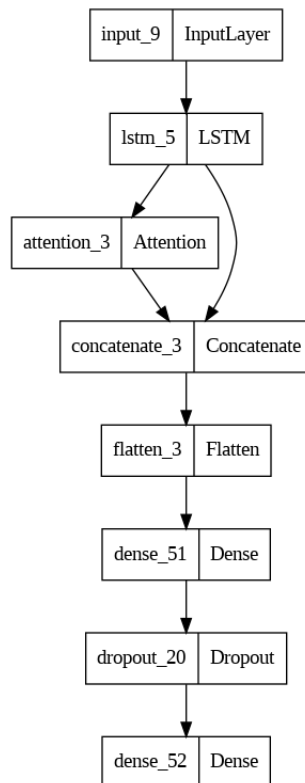 input_9 InputLayer
lstm_5 LSTM
attention_3 Attention
concatenate_3 Concatenate
flatten_3 Flatten
dense_51 Dense
dropout_20 Dropout
dense_52 Dense